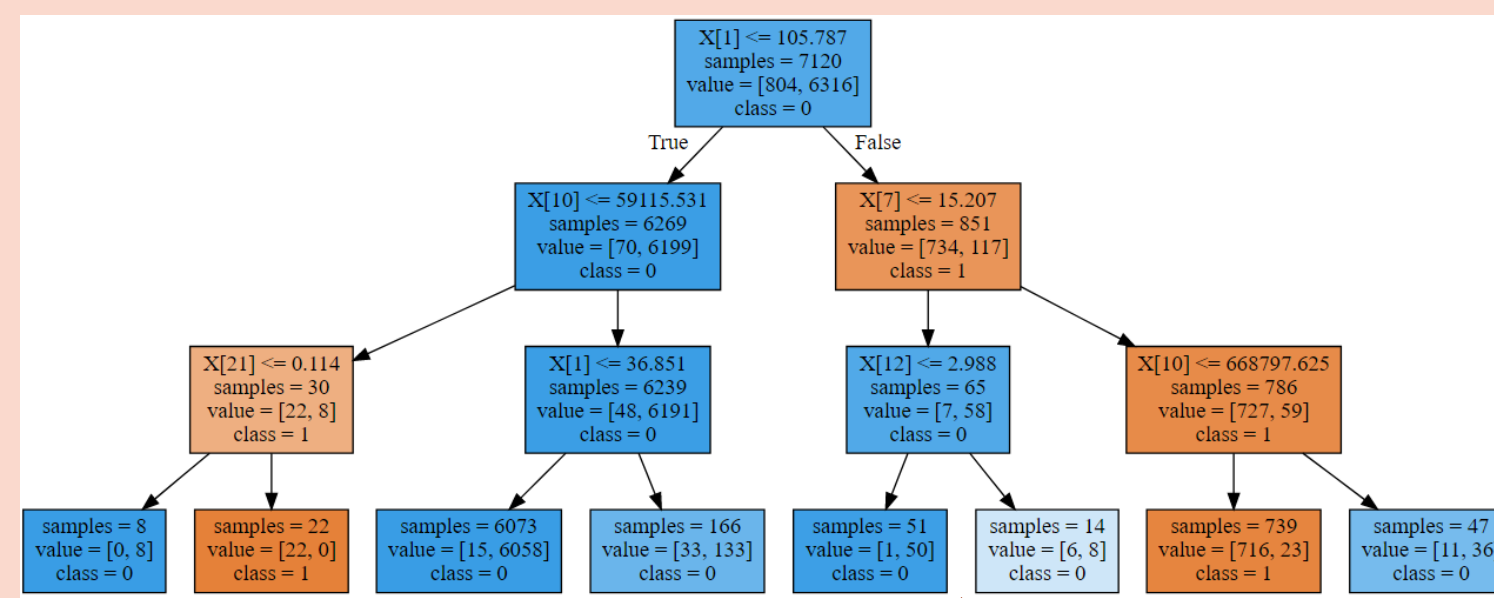 X[1] <= 105.787
samples = 7120
value = [804, 6316]
class = 0
True
False
X[10] <= 59115.531
samples = 6269
value = [70, 6199]
class = 0
X[7] <= 15.207
samples = 851
value = [734, 117]
class = 1
X[21] <= 0.114
samples = 30
value = [22, 8]
class = 1
X[1] <= 36.851
samples = 6239
value = [48, 6191]
class = 0
X[12] <= 2.988
samples = 65
value = [7, 58]
class = 0
X[10] <= 668797.625
samples = 786
value = [727, 59]
class = 1
samples = 8
value = [0, 8]
class = 0
samples = 22
value = [22, 0]
class = 1
samples = 6073
value = [15, 6058]
class = 0
samples = 166
value = [33, 133]
class = 0
samples = 51
value = [1, 50]
class = 0
samples = 14
value = [6, 8]
class = 0
samples = 739
value = [716, 23]
class = 1
samples = 47
value = [11, 36
class = 0